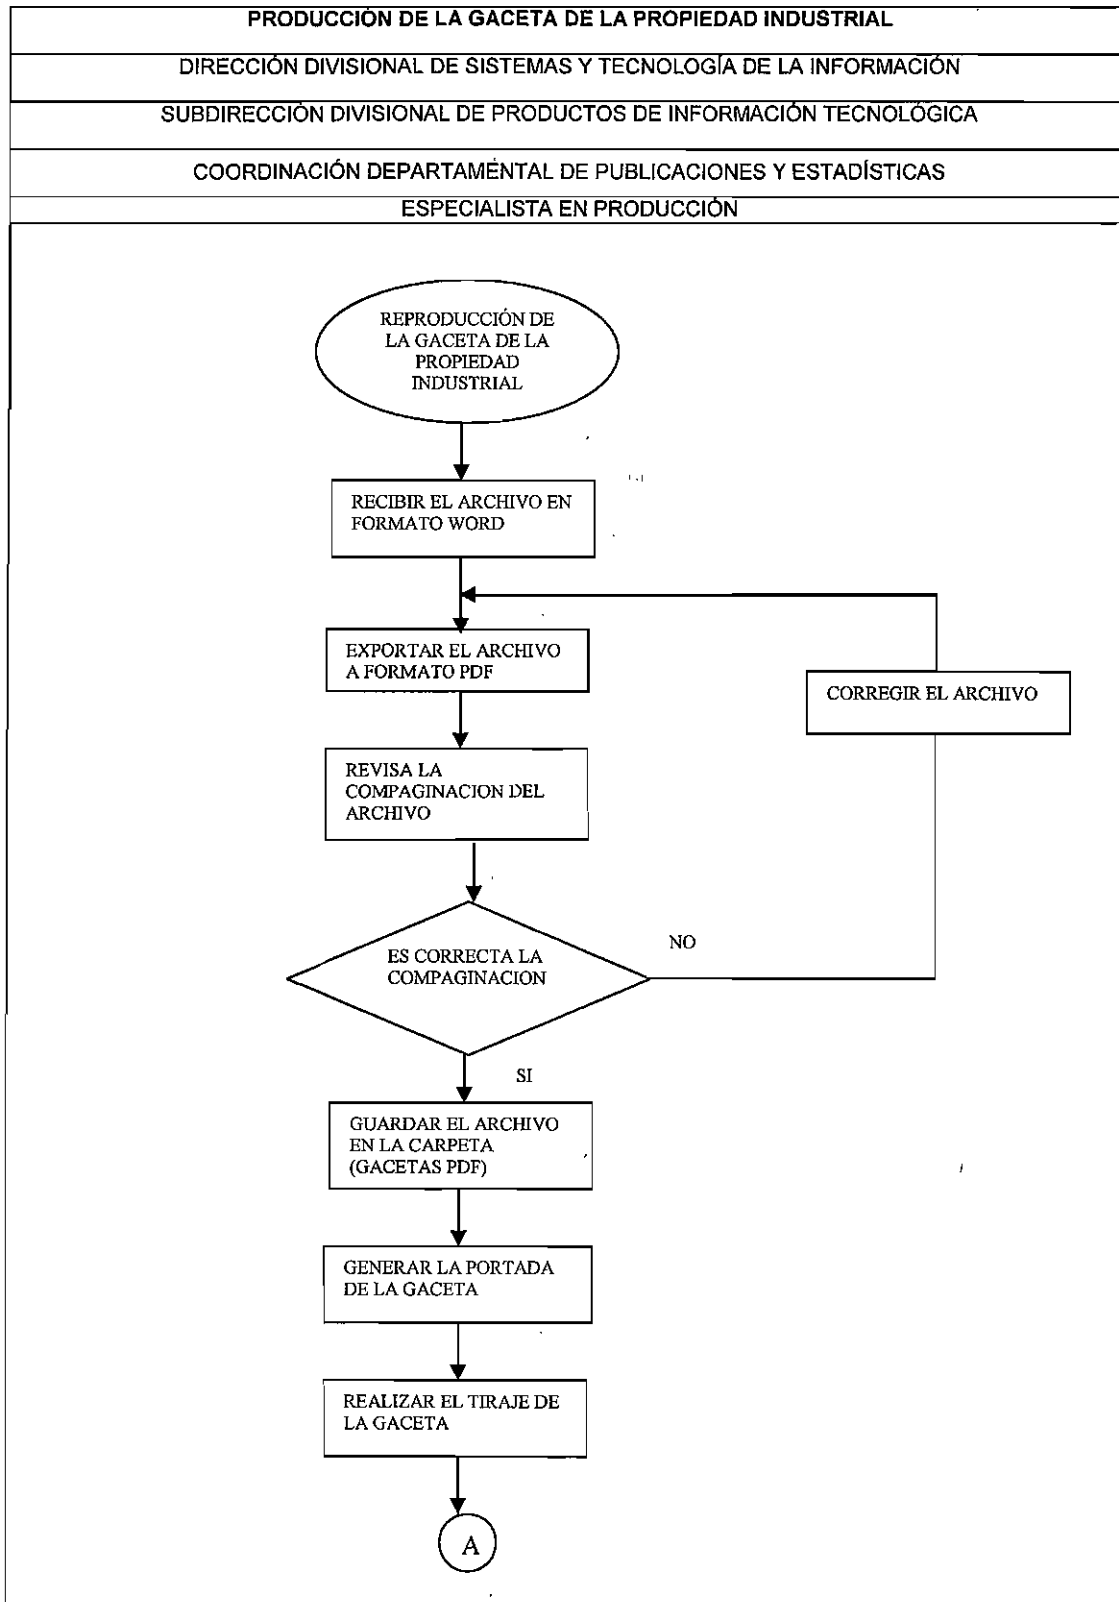 PRODUCCIÓN DE LA GACETA DE LA PROPIEDAD INDUSTRIAL
DIRECCIÓN DIVISIONAL DE SISTEMAS Y TECNOLOGÍA DE LA INFORMACIÓN
SUBDIRECCIÓN DIVISIONAL DE PRODUCTOS DE INFORMACIÓN TECNOLÓGICA
COORDINACIÓN DEPARTAMENTAL DE PUBLICACIONES Y ESTADÍSTICAS
ESPECIALISTA EN PRODUCCIÓN
REPRODUCCIÓN DE
LA GACETA DE LA
PROPIEDAD
INDUSTRIAL
RECIBIR EL ARCHIVO EN
FORMATO WORD
EXPORTAR EL ARCHIVO
A FORMATO PDF
CORREGIR EL ARCHIVO
REVISA LA
COMPAGINACION DEL
ARCHIVO
ES CORRECTA LA
COMPAGINACION
NO
SI
GUARDAR EL ARCHIVO
EN LA CARPETA
(GACETAS PDF)
GENERAR LA PORTADA
DE LA GACETA
REALIZAR EL TIRAJE DE
LA GACETA
A